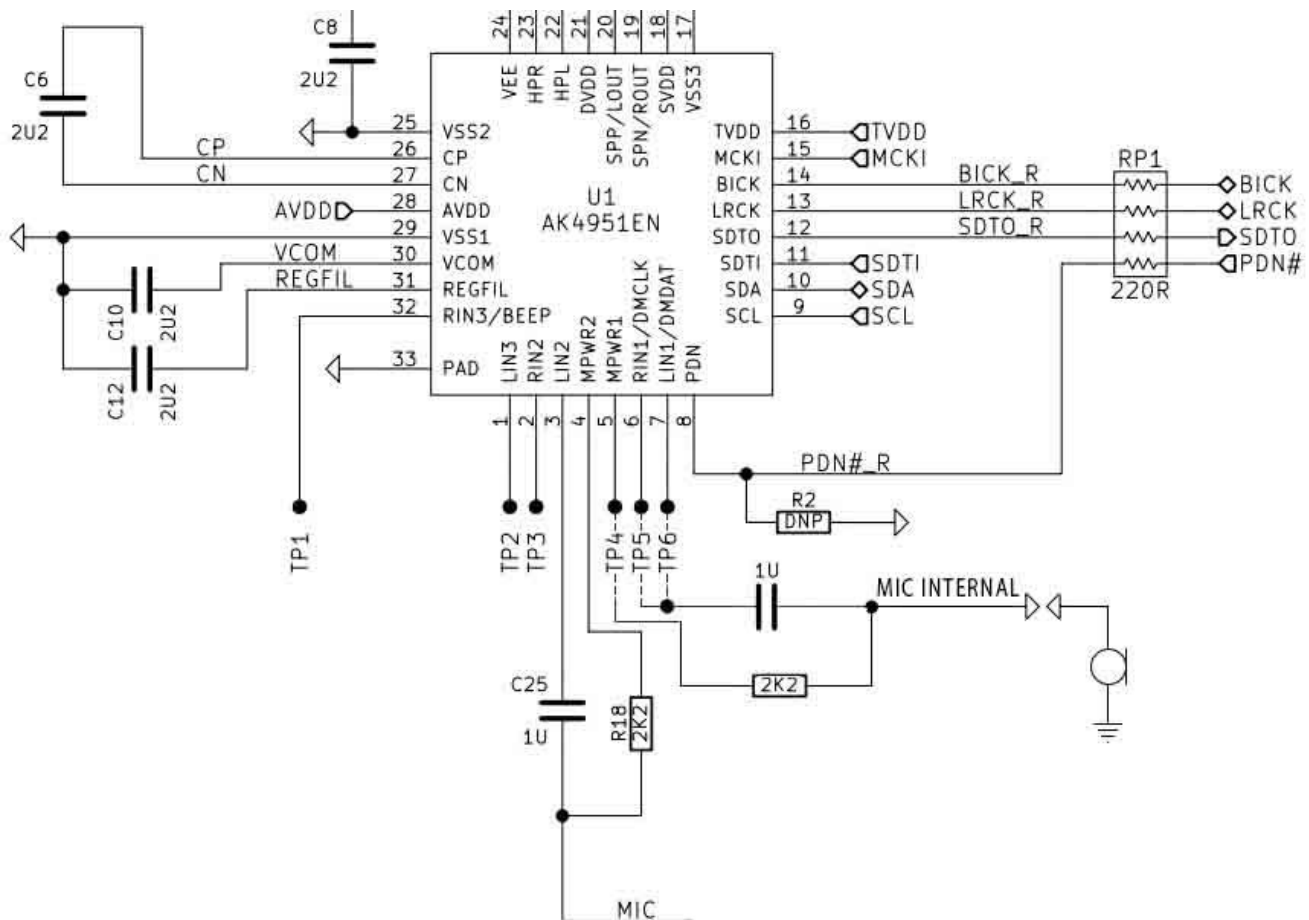 C8
2U2
C6
2U2
24
23
22
21
20
19
18
17
VEE
HPR
HPL
DVDD
SPP/LOUT
SPN/ROUT
SVDD
VSS3
25 VSS2
CP 26 CP
CN 27 CN
AVDD 28 AVDD
29 VSS1
VCOM 30 VCOM
REGFIL 31 REGFIL
32 RIN3/BEEP
33 PAD
U1
AK4951EN
TVDD 16 TVDD
MCKI 15 MCKI
BICK 14 BICK_R
LRCK 13 LRCK_R
SDTO 12 SDTO_R
SDTI 11 SDTI
SDA 10 SDA
SCL 9 SCL
RP1
BICK
LRCK
SDTO
PDN#
220R
C10
2U2
C12
2U2
LIN3
RIN2
LIN2
MPWR2
MPWR1
RIN1/DMCLK
LIN1/DMDAT
PDN
1
2
3
4
5
6
7
8
PDN#_R
R2
DNP
TP1
TP2
TP3
TP4
TP5
TP6
1U
MIC INTERNAL
2K2
C25
1U
R18
2K2
MIC